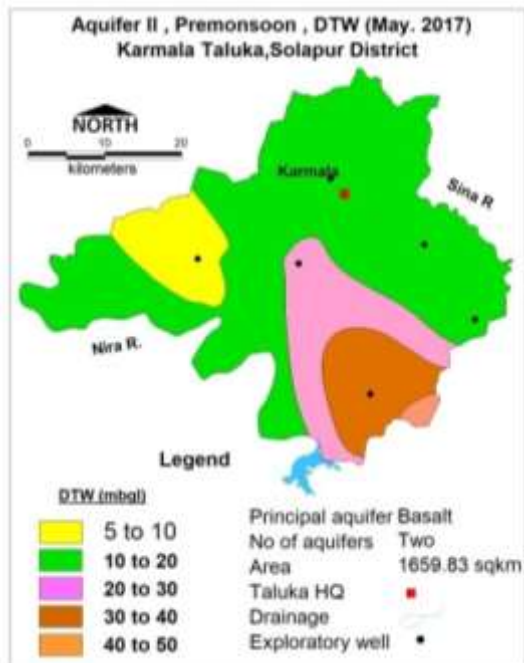 Aquifer II , Premonsoon , DTW (May. 2017)
Karmala Taluka,Solapur District
NORTH
0 10 20
kilometers
Karmala
Sina R
Nira R.
Legend
DTW (mbgl)
5 to 10
10 to 20
20 to 30
30 to 40
40 to 50
Principal aquifer Basalt
No of aquifers Two
Area 1659.83 sqkm
Taluka HQ
Drainage
Exploratory well